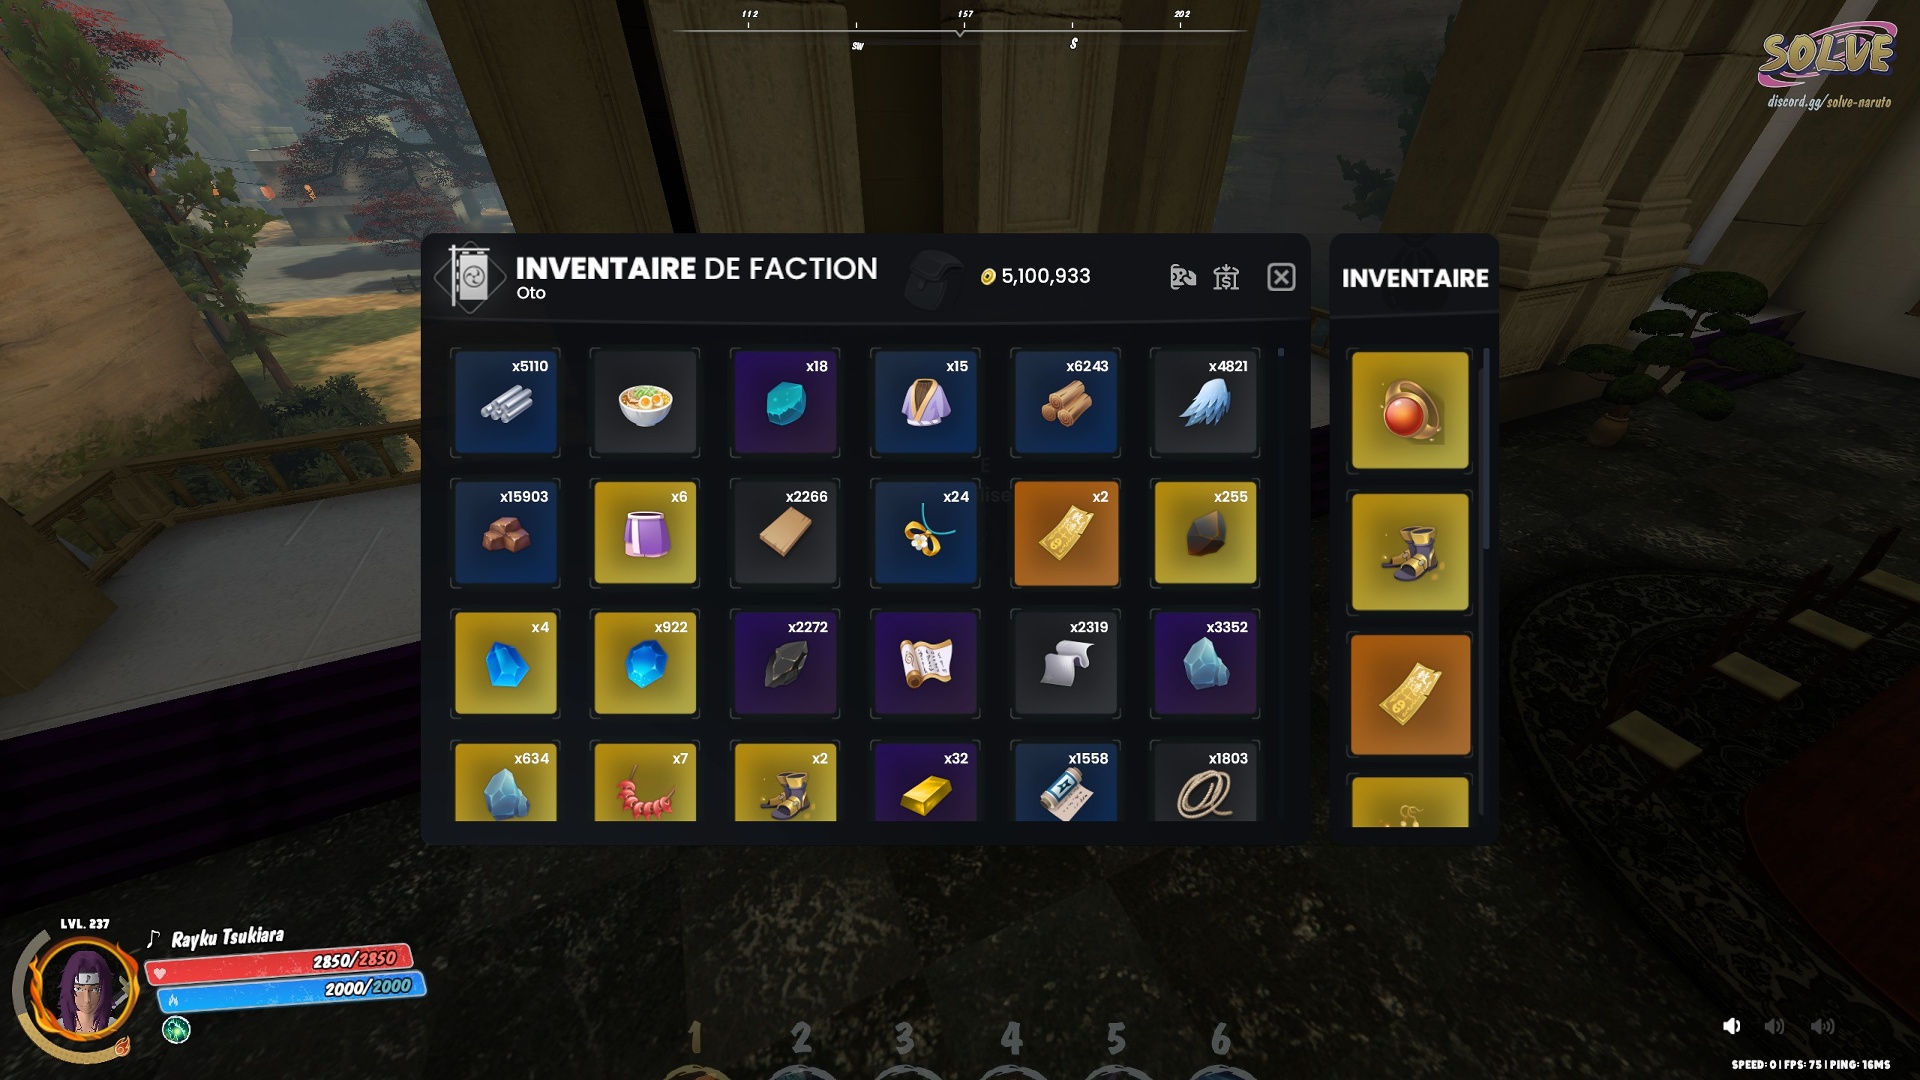 112 157 202
SW S
SOLVE
discord.gg/solve-naruto
INVENTAIRE DE FACTION
Oto
5,100,933
INVENTAIRE
x5110 x18 x15 x6243 x4821
x15903 x6 x2266 x24 x2 x255
x4 x922 x2272 x2319 x3352
x634 x7 x2 x32 x1558 x1803
LVL. 237
Rayku Tsukiara
2850/2850
2000/2000
1 2 3 4 5 6
SPEED: 0 | FPS: 75 | PING: 16MS